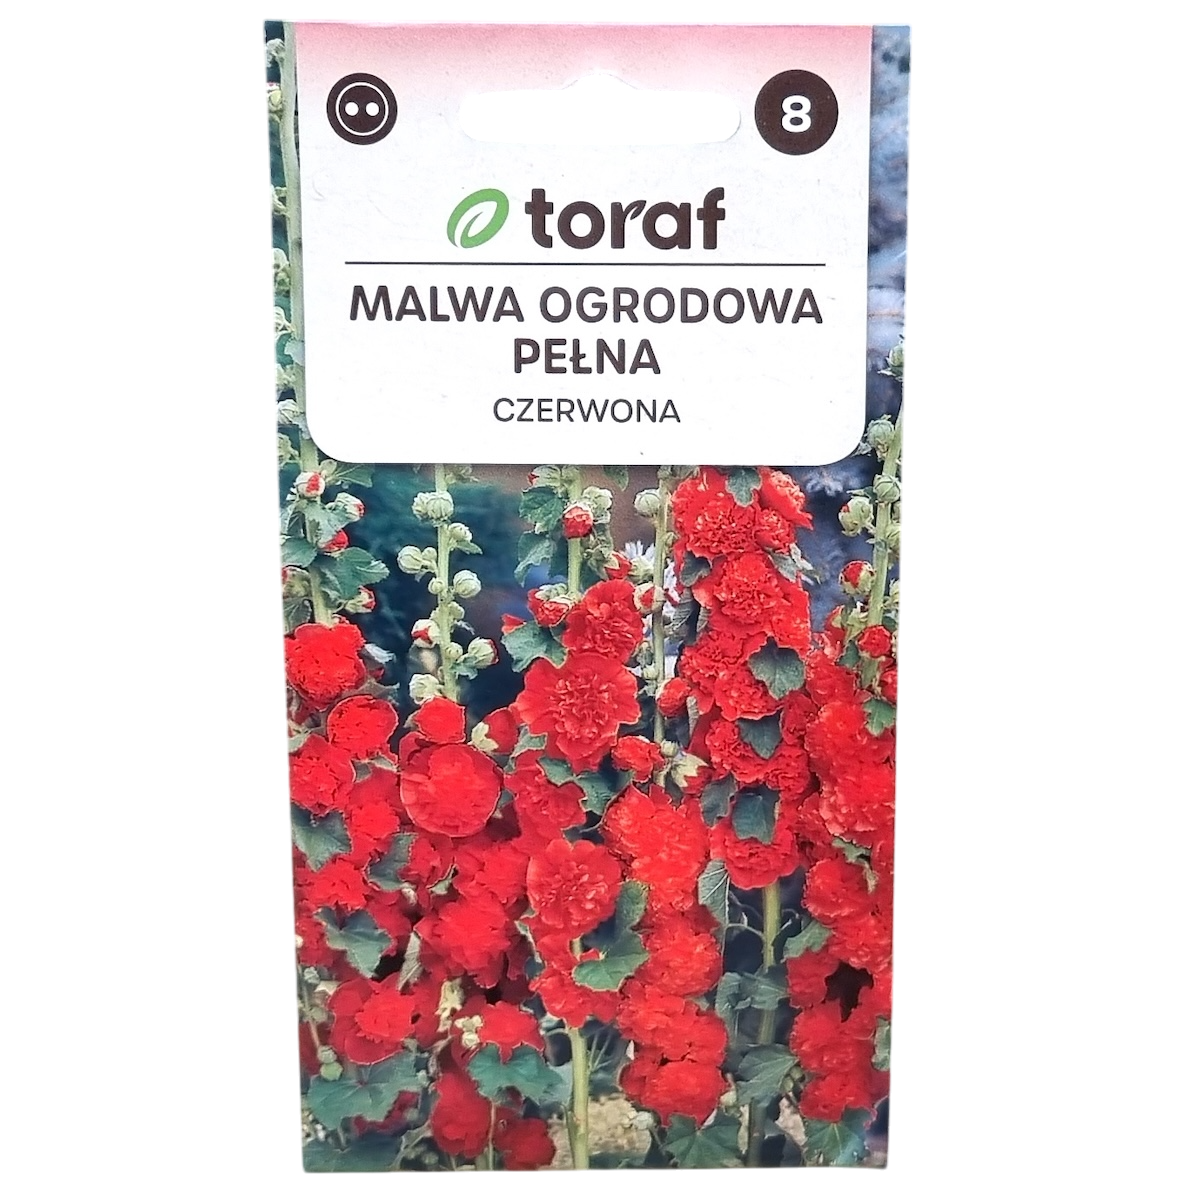 8
toraf
MALWA OGRODOWA
PEŁNA
CZERWONA